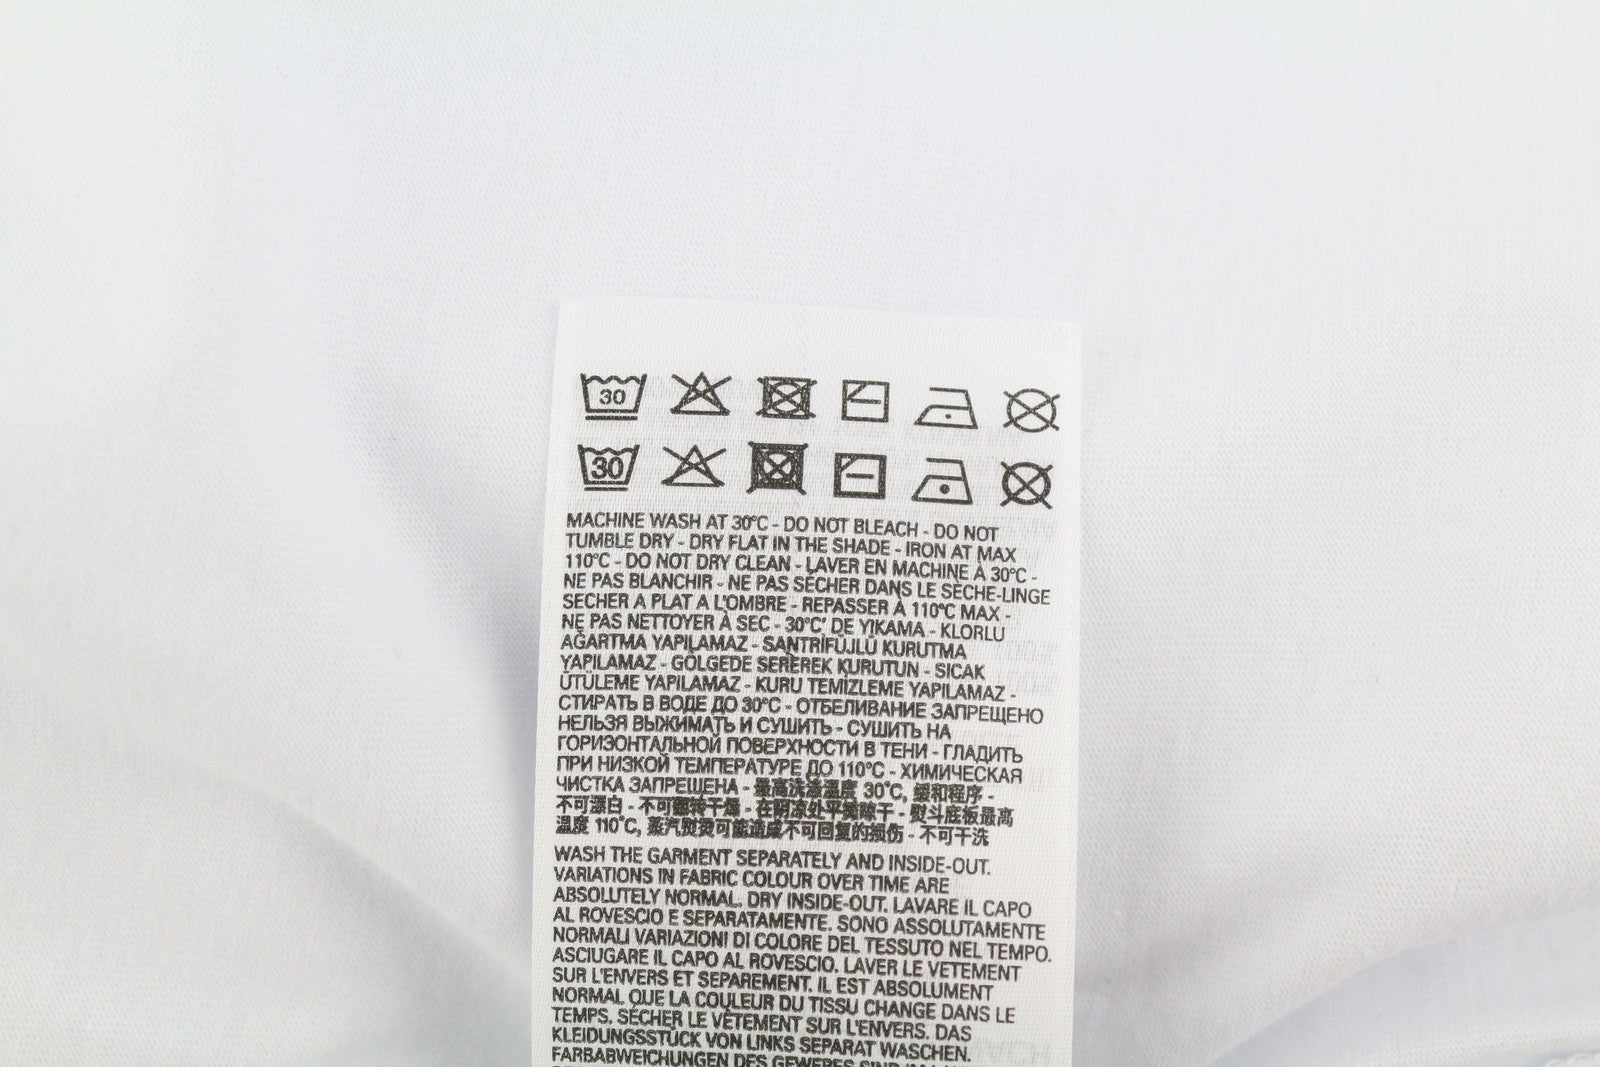 30
30
MACHINE WASH AT 30°C - DO NOT BLEACH - DO NOT
TUMBLE DRY - DRY FLAT IN THE SHADE - IRON AT MAX
110°C - DO NOT DRY CLEAN - LAVER EN MACHINE À 30°C -
NE PAS BLANCHIR - NE PAS SÉCHER DANS LE SÈCHE-LINGE
SECHER A PLAT A L'OMBRE - REPASSER À 110°C MAX -
NE PAS NETTOYER À SEC - 30°C' DE YIKAMA - KLORLU
AĞARTMA YAPILAMAZ - SANTRİFÜJLÜ KURUTMA
YAPILAMAZ - GÖLGEDE SEREREK KURUTUN - SICAK
ÜTÜLEME YAPILAMAZ - KURU TEMİZLEME YAPILAMAZ -
СТИРАТЬ В ВОДЕ ДО 30°C - ОТБЕЛИВАНИЕ ЗАПРЕЩЕНО
НЕЛЬЗЯ ВЫЖИМАТЬ И СУШИТЬ - СУШИТЬ НА
ГОРИЗОНТАЛЬНОЙ ПОВЕРХНОСТИ В ТЕНИ - ГЛАДИТЬ
ПРИ НИЗКОЙ ТЕМПЕРАТУРЕ ДО 110°C - ХИМИЧЕСКАЯ
ЧИСТКА ЗАПРЕЩЕНА - 最高洗涤温度 30°C, 缓和程序 -
不可漂白 - 不可翻转干燥 - 在阴凉处平摊晾干 - 熨斗底板最高
温度 110°C, 蒸汽熨烫可能造成不可回复的损伤 - 不可干洗
WASH THE GARMENT SEPARATELY AND INSIDE-OUT.
VARIATIONS IN FABRIC COLOUR OVER TIME ARE
ABSOLUTELY NORMAL. DRY INSIDE-OUT. LAVARE IL CAPO
AL ROVESCIO E SEPARATAMENTE. SONO ASSOLUTAMENTE
NORMALI VARIAZIONI DI COLORE DEL TESSUTO NEL TEMPO.
ASCIUGARE IL CAPO AL ROVESCIO. LAVER LE VETEMENT
SUR L'ENVERS ET SEPAREMENT. IL EST ABSOLUMENT
NORMAL QUE LA COULEUR DU TISSU CHANGE DANS LE
TEMPS. SÉCHER LE VÊTEMENT SUR L'ENVERS. DAS
KLEIDUNGSSTÜCK VON LINKS SEPARAT WASCHEN.
FARBABWEICHUNGEN DES GEWEBES SIND IM